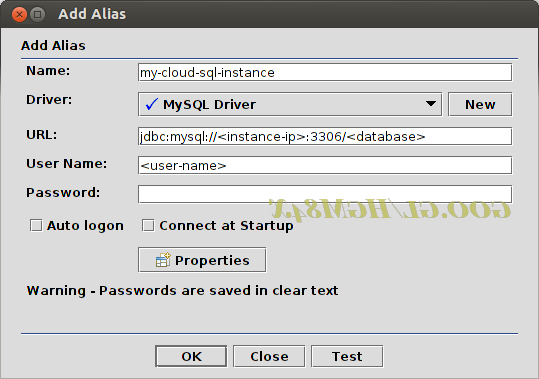 Add Alias
Add Alias
Name: my-cloud-sql-instance
Driver: MySQL Driver New
URL: jdbc:mysql://<instance-ip>:3306/<database>
User Name: <user-name>
Password:
GOO.GL/HGM84X
Auto logon Connect at Startup
Properties
Warning - Passwords are saved in clear text
OK Close Test